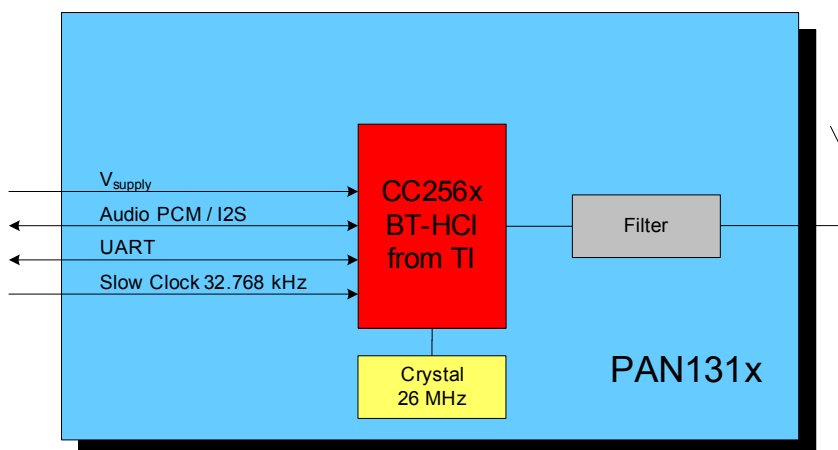 Vsupply
Audio PCM / I2S
UART
Slow Clock 32.768 kHz
CC256x
BT-HCI
from TI
Filter
Crystal
26 MHz
PAN131x